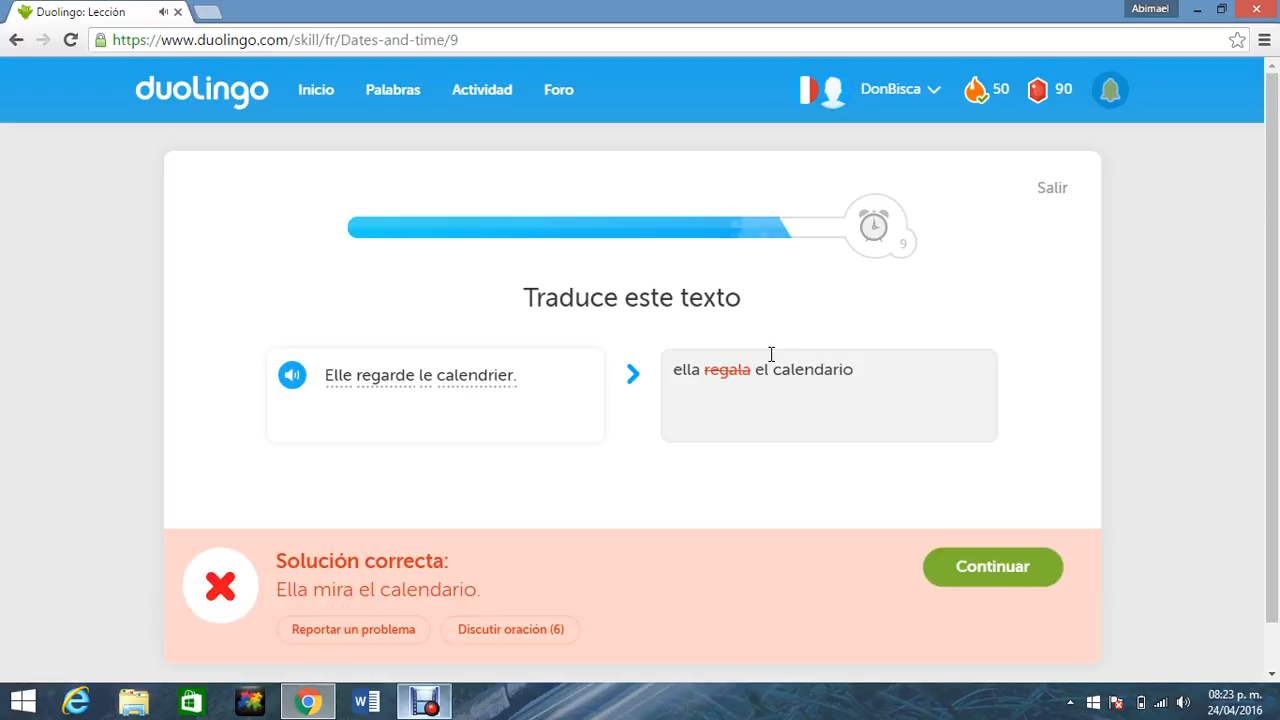 Duolingo: Lección
Abimael
https://www.duolingo.com/skill/fr/Dates-and-time/9
duolingo Inicio Palabras Actividad Foro DonBisca 50 90
Salir
9
Traduce este texto
Elle regarde le calendrier.
ella regala el calendario
Solución correcta:
Ella mira el calendario.
Continuar
Reportar un problema Discutir oración (6)
08:23 p. m.
24/04/2016